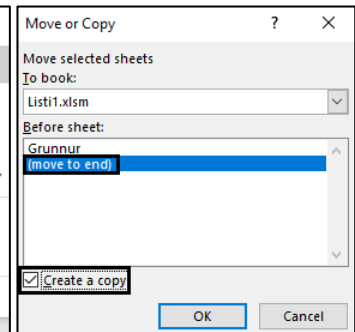 Move or Copy ? ×
Move selected sheets
To book:
Listi1.xlsm
Before sheet:
Grunnur
(move to end)
Create a copy
OK Cancel